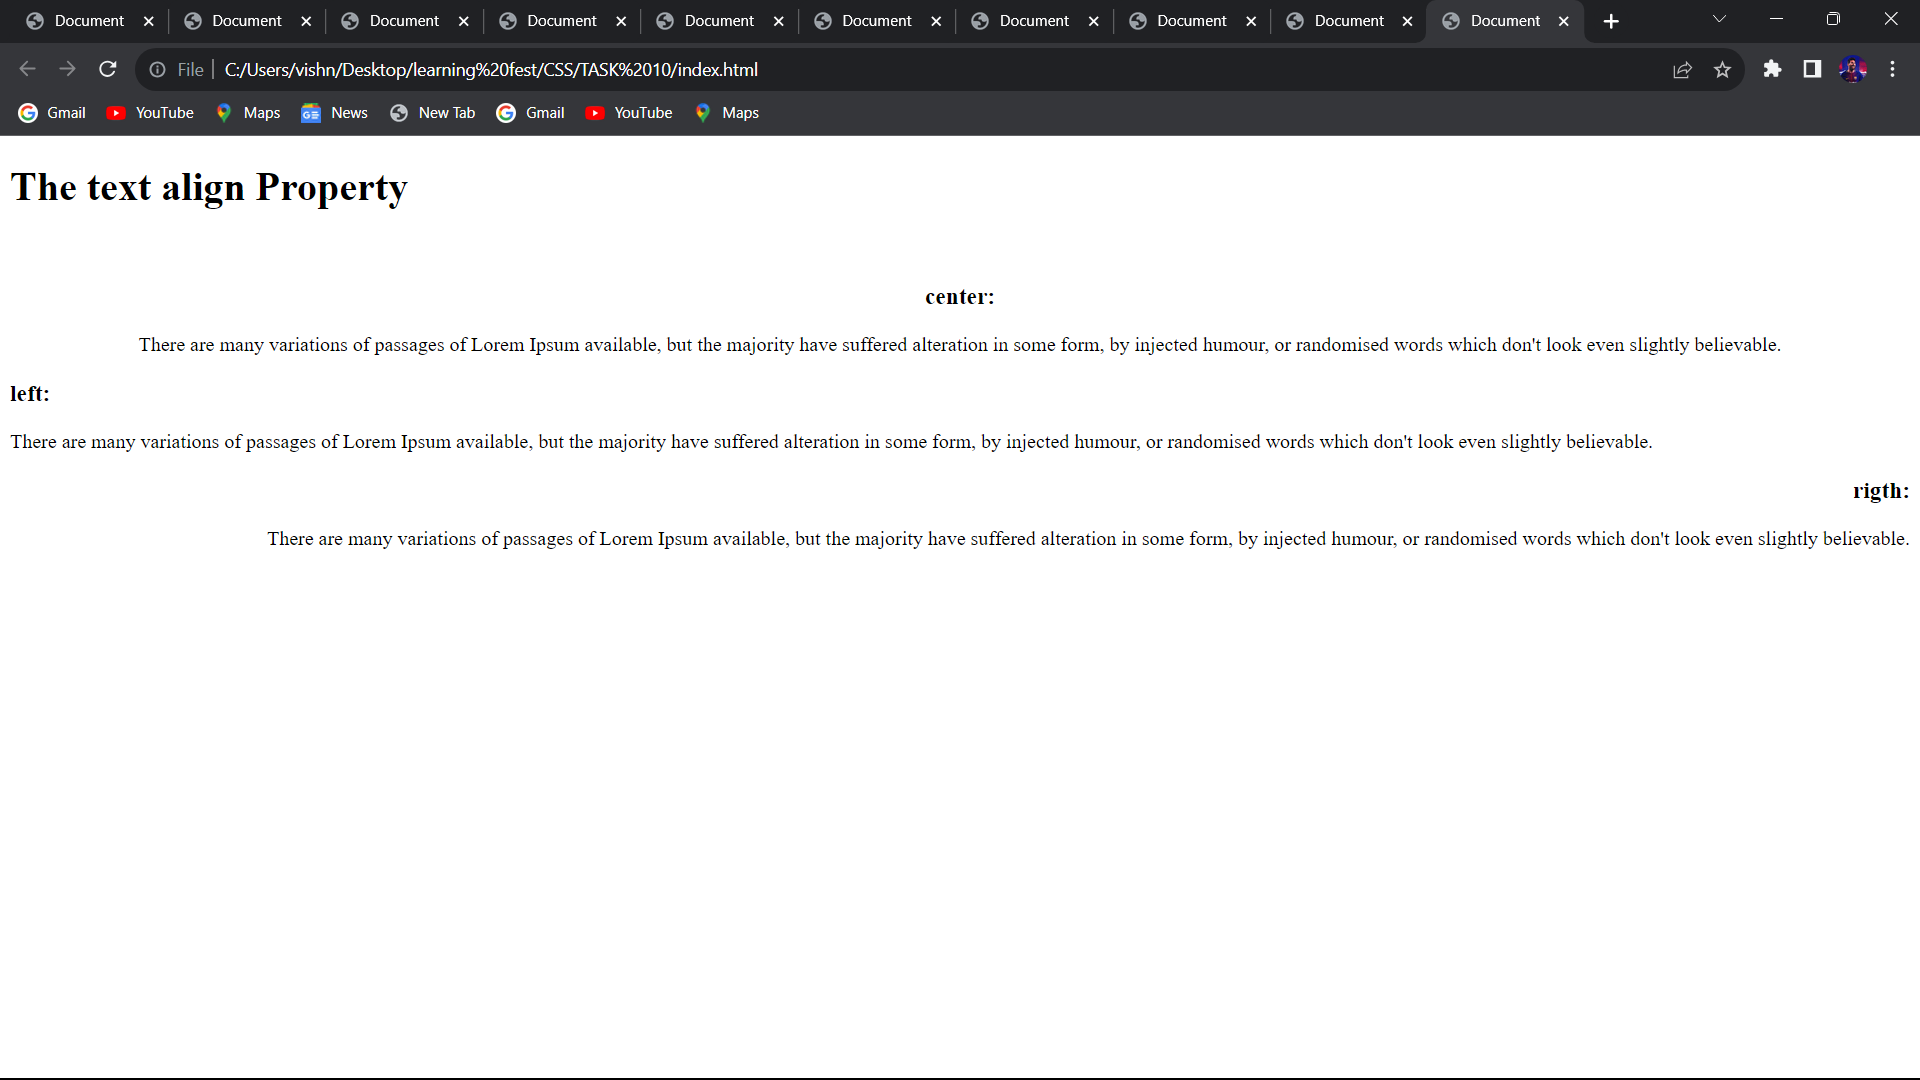 Document Document Document Document Document Document Document Document Document Document
File C:/Users/vishn/Desktop/learning%20fest/CSS/TASK%2010/index.html
Gmail YouTube Maps News New Tab Gmail YouTube Maps
The text align Property
center:
There are many variations of passages of Lorem Ipsum available, but the majority have suffered alteration in some form, by injected humour, or randomised words which don't look even slightly believable.
left:
There are many variations of passages of Lorem Ipsum available, but the majority have suffered alteration in some form, by injected humour, or randomised words which don't look even slightly believable.
rigth:
There are many variations of passages of Lorem Ipsum available, but the majority have suffered alteration in some form, by injected humour, or randomised words which don't look even slightly believable.